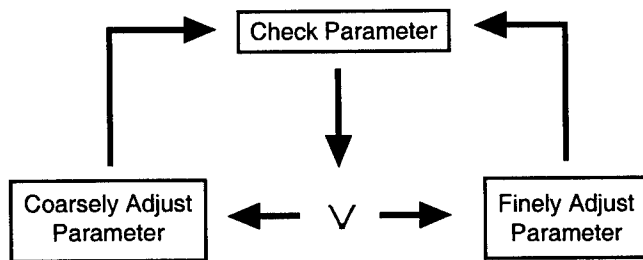 Check Parameter
Coarsely Adjust
Parameter
V
Finely Adjust
Parameter